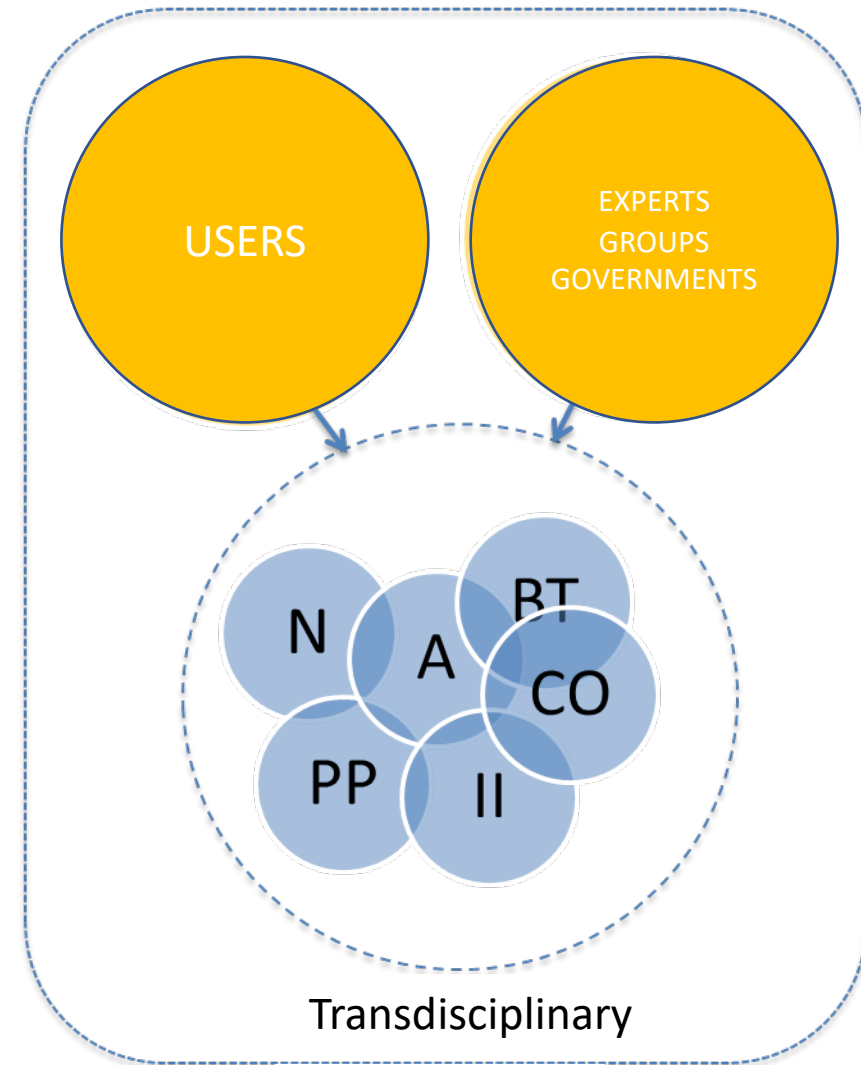 USERS
EXPERTS
GROUPS
GOVERNMENTS
N
A
BT
CO
PP
II
Transdisciplinary